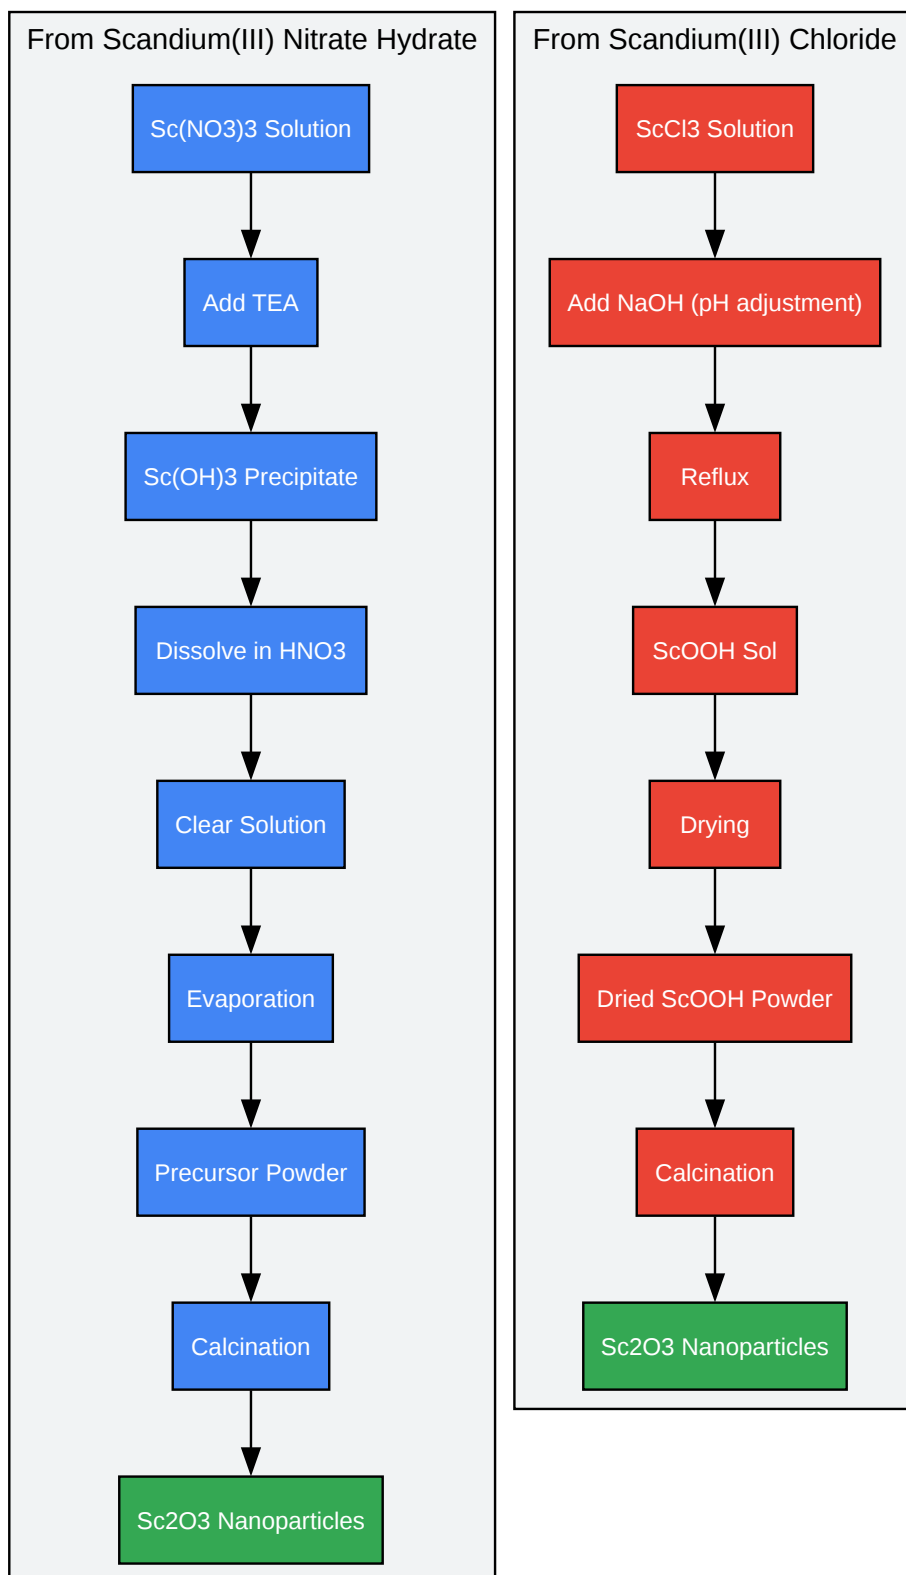 From Scandium(III) Nitrate Hydrate
Sc(NO3)3 Solution
Add TEA
Sc(OH)3 Precipitate
Dissolve in HNO3
Clear Solution
Evaporation
Precursor Powder
Calcination
Sc2O3 Nanoparticles
From Scandium(III) Chloride
ScCl3 Solution
Add NaOH (pH adjustment)
Reflux
ScOOH Sol
Drying
Dried ScOOH Powder
Calcination
Sc2O3 Nanoparticles